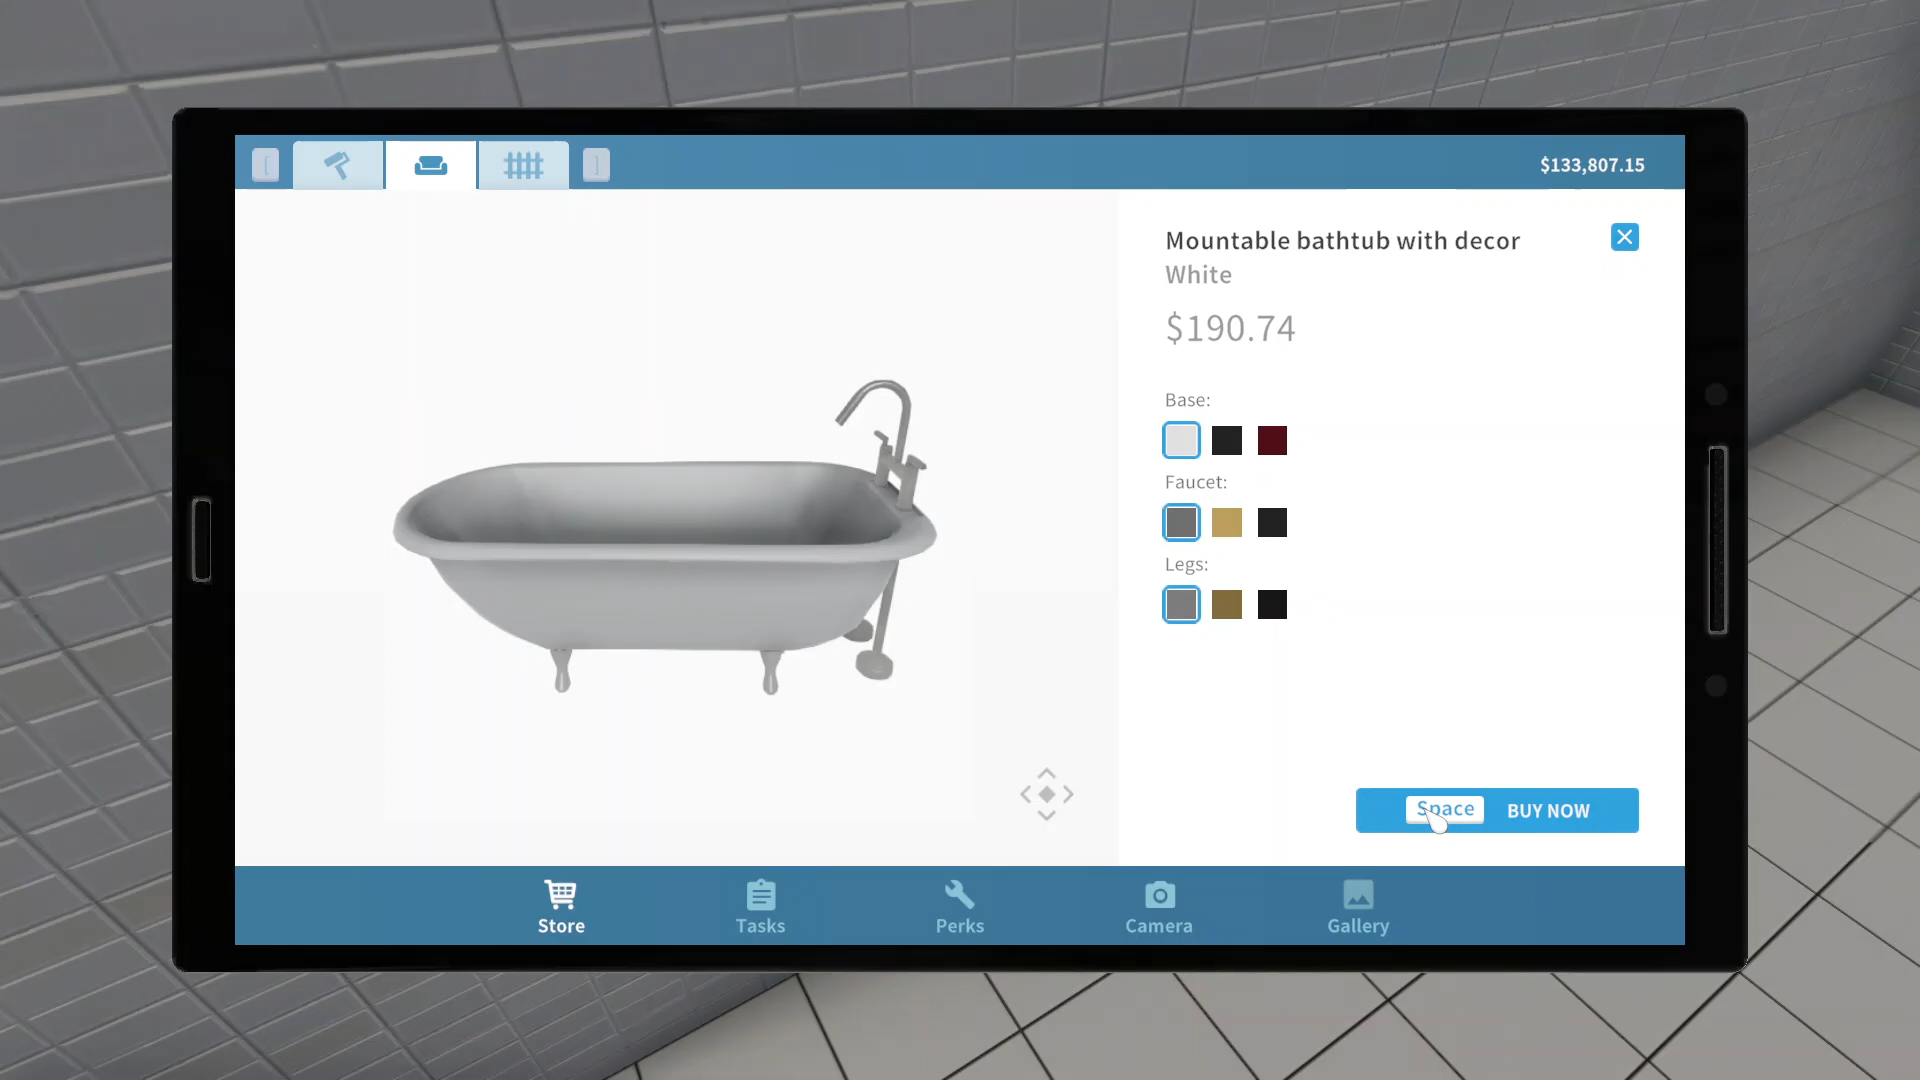 [
]
$133,807.15
Mountable bathtub with decor
White
$190.74
Base:
Faucet:
Legs:
Space BUY NOW
Store Tasks Perks Camera Gallery